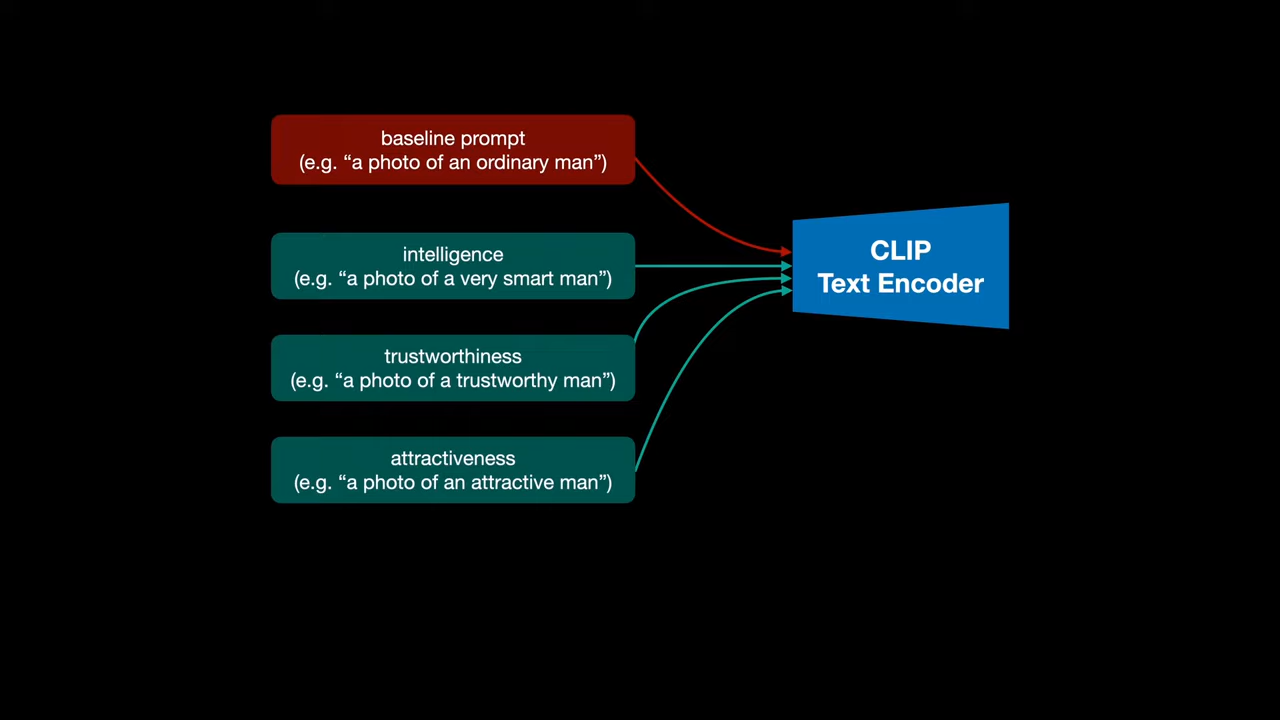 baseline prompt
(e.g. “a photo of an ordinary man”)
intelligence
(e.g. “a photo of a very smart man”)
trustworthiness
(e.g. “a photo of a trustworthy man”)
attractiveness
(e.g. “a photo of an attractive man”)
CLIP
Text Encoder